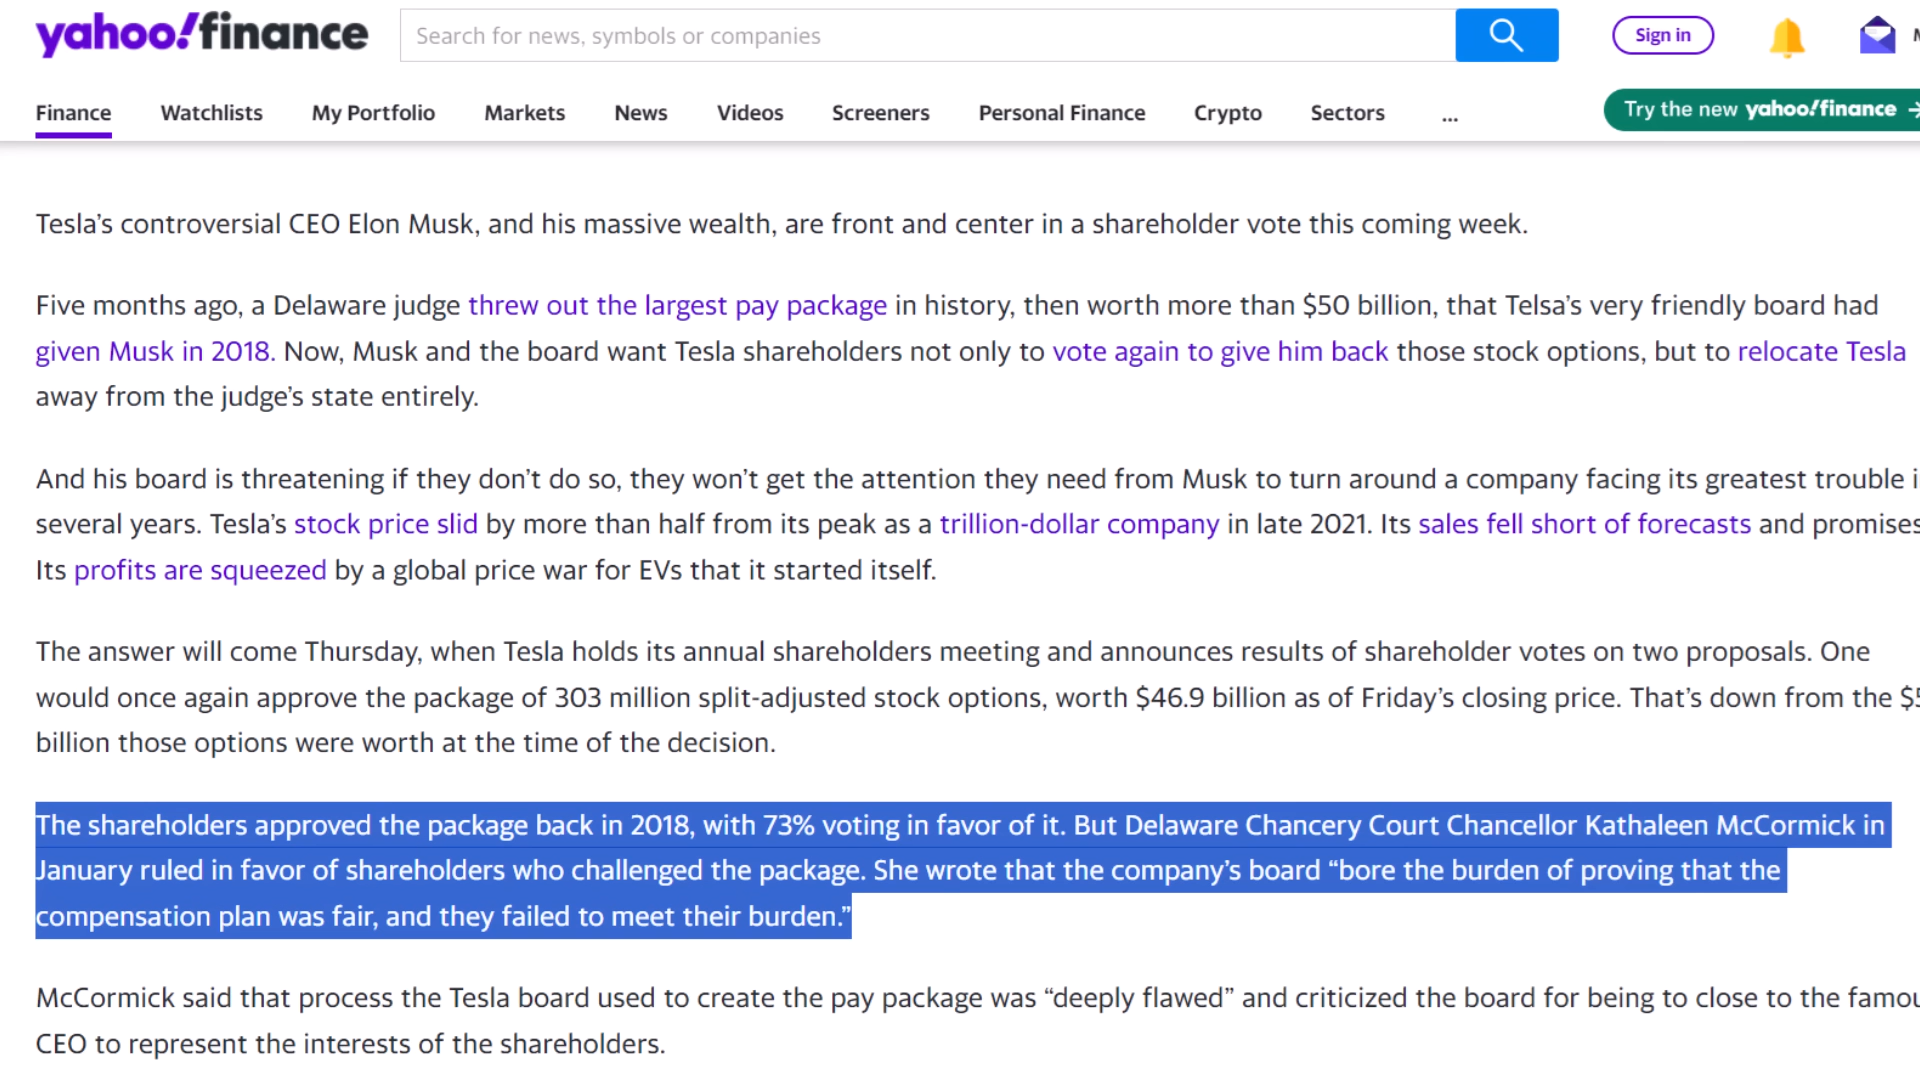 yahoo!finance
Search for news, symbols or companies
Sign in
Finance Watchlists My Portfolio Markets News Videos Screeners Personal Finance Crypto Sectors ...
Try the new yahoo!finance
Tesla’s controversial CEO Elon Musk, and his massive wealth, are front and center in a shareholder vote this coming week.
Five months ago, a Delaware judge threw out the largest pay package in history, then worth more than $50 billion, that Telsa’s very friendly board had
given Musk in 2018. Now, Musk and the board want Tesla shareholders not only to vote again to give him back those stock options, but to relocate Tesla
away from the judge’s state entirely.
And his board is threatening if they don’t do so, they won’t get the attention they need from Musk to turn around a company facing its greatest trouble
several years. Tesla’s stock price slid by more than half from its peak as a trillion-dollar company in late 2021. Its sales fell short of forecasts and promises
Its profits are squeezed by a global price war for EVs that it started itself.
The answer will come Thursday, when Tesla holds its annual shareholders meeting and announces results of shareholder votes on two proposals. One
would once again approve the package of 303 million split-adjusted stock options, worth $46.9 billion as of Friday’s closing price. That’s down from the
billion those options were worth at the time of the decision.
The shareholders approved the package back in 2018, with 73% voting in favor of it. But Delaware Chancery Court Chancellor Kathaleen McCormick in
January ruled in favor of shareholders who challenged the package. She wrote that the company’s board “bore the burden of proving that the
compensation plan was fair, and they failed to meet their burden.”
McCormick said that process the Tesla board used to create the pay package was “deeply flawed” and criticized the board for being to close to the
CEO to represent the interests of the shareholders.